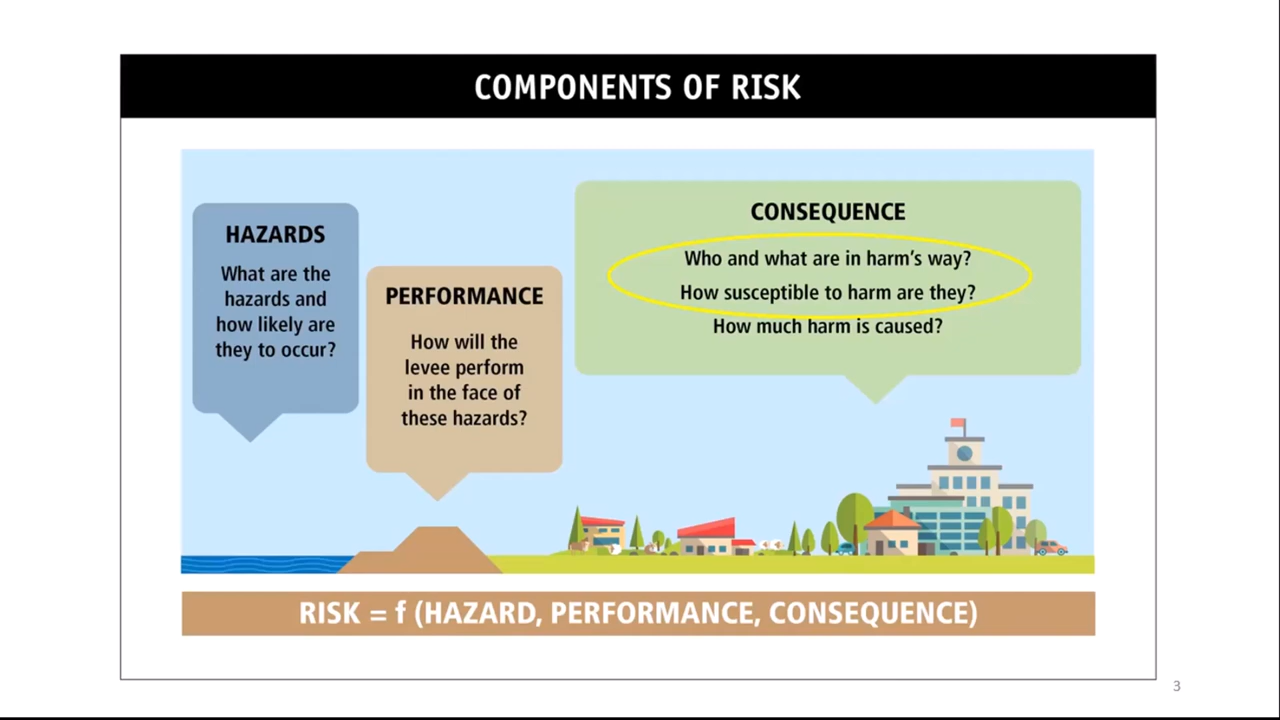 COMPONENTS OF RISK
HAZARDS
What are the
hazards and
how likely are
they to occur?
PERFORMANCE
How will the
levee perform
in the face of
these hazards?
CONSEQUENCE
Who and what are in harm’s way?
How susceptible to harm are they?
How much harm is caused?
RISK = f (HAZARD, PERFORMANCE, CONSEQUENCE)
3